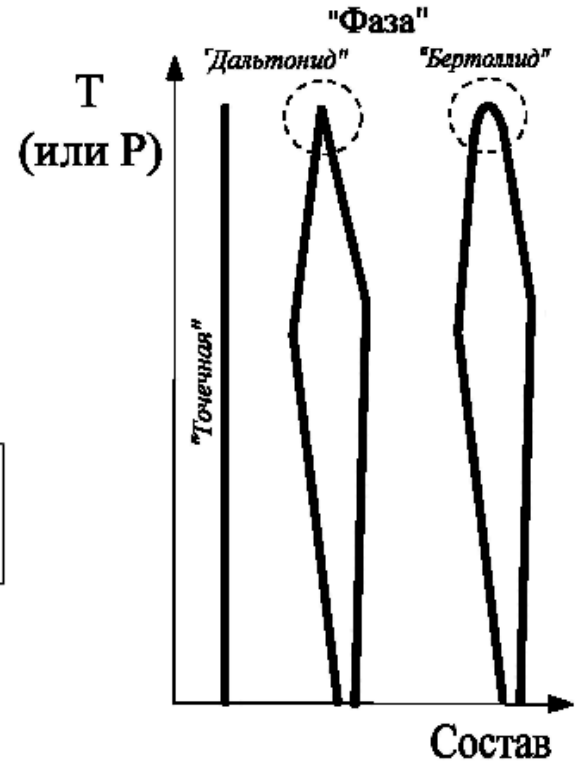 "Фаза"
"Дальтонид" "Бертоллид"
Т
(или Р)
"Точечная"
Состав